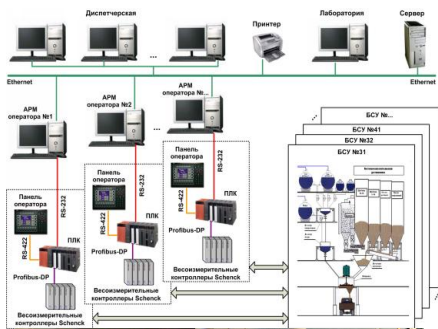 Диспетчерская
Принтер
Лаборатория
Сервер
...
Ethernet
Ethernet
АРМ
оператора №1
АРМ
оператора №2
...
АРМ
оператора №...
RS-232
RS-232
RS-232
Панель
оператора
RS-422
ПЛК
Profibus-DP
Весоизмерительные
контроллеры Schenck
Панель
оператора
RS-422
ПЛК
Profibus-DP
Весоизмерительные
контроллеры Schenck
Панель
оператора
RS-422
ПЛК
Profibus-DP
Весоизмерительные
контроллеры Schenck
...
БСУ №...
БСУ №41
БСУ №32
БСУ №31